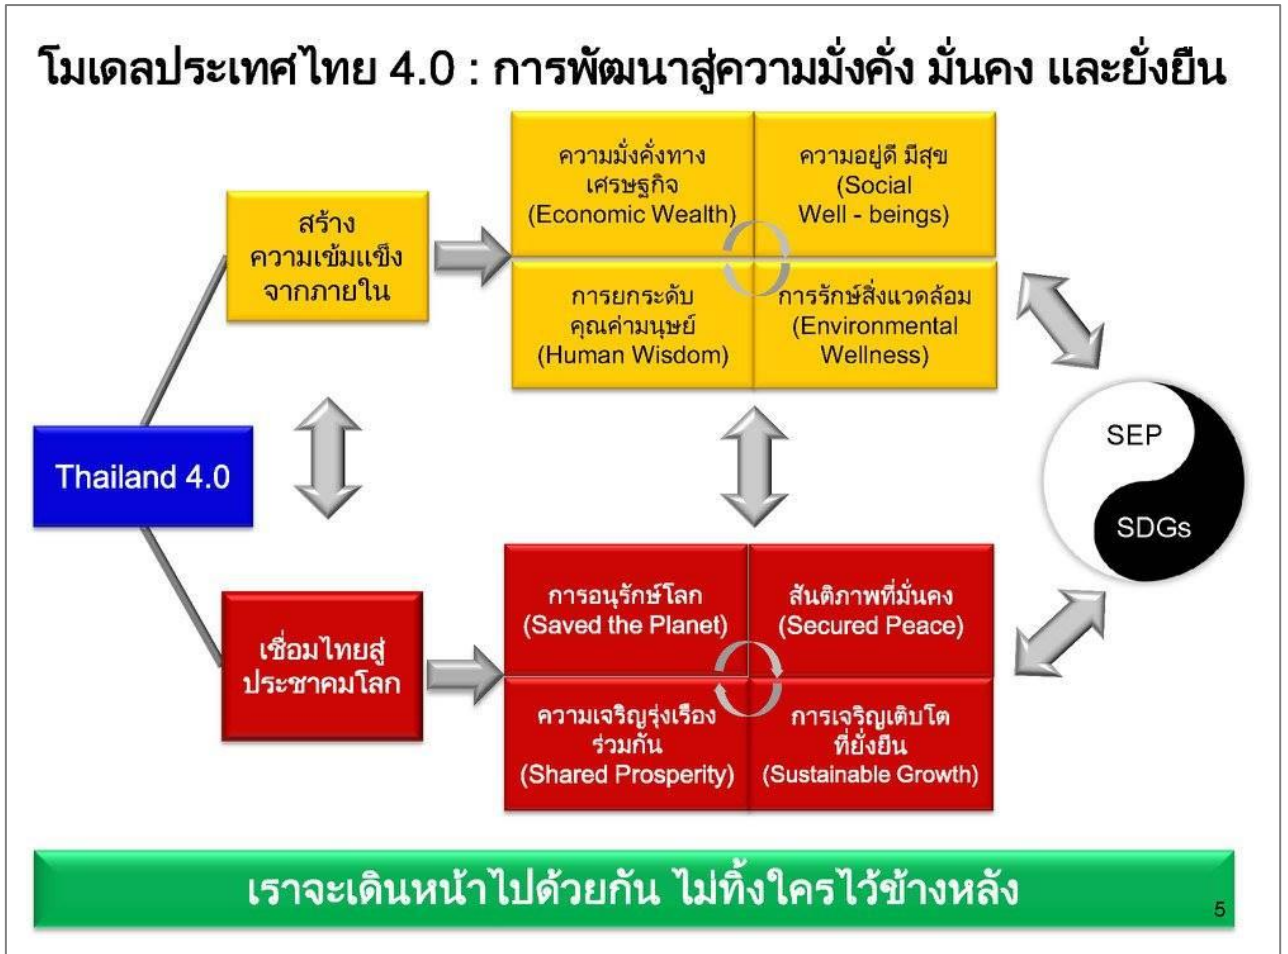 โมเดลประเทศไทย 4.0 : การพัฒนาสู่ความมั่งคั่ง มั่นคง และยั่งยืน
Thailand 4.0
สร้าง
ความเข้มแข็ง
จากภายใน
ความมั่งคั่งทาง
เศรษฐกิจ
(Economic Wealth)
ความอยู่ดี มีสุข
(Social
Well - beings)
การยกระดับ
คุณค่ามนุษย์
(Human Wisdom)
การรักษ์สิ่งแวดล้อม
(Environmental
Wellness)
เชื่อมไทยสู่
ประชาคมโลก
การอนุรักษ์โลก
(Saved the Planet)
สันติภาพที่มั่นคง
(Secured Peace)
ความเจริญรุ่งเรือง
ร่วมกัน
(Shared Prosperity)
การเจริญเติบโต
ที่ยั่งยืน
(Sustainable Growth)
SEP
SDGs
เราจะเดินหน้าไปด้วยกัน ไม่ทิ้งใครไว้ข้างหลัง
5